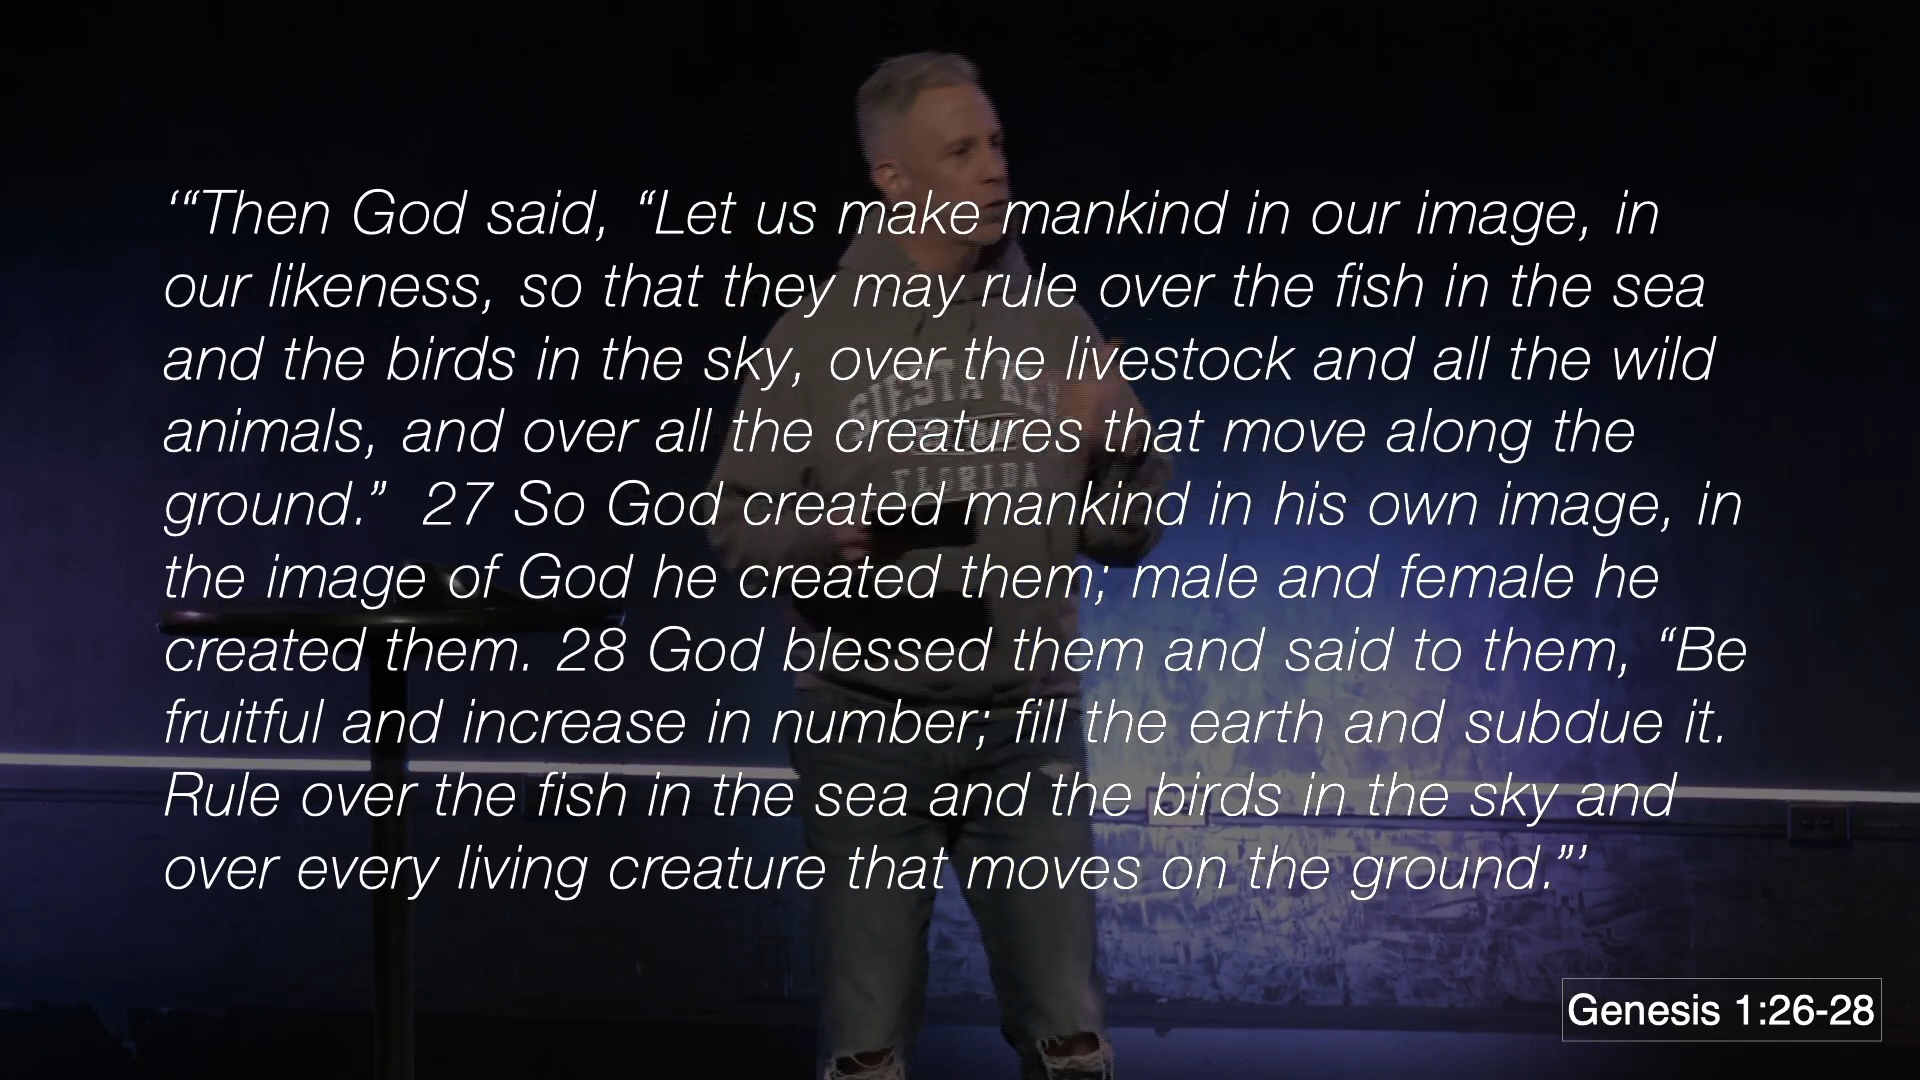 ‘“Then God said, “Let us make mankind in our image, in
our likeness, so that they may rule over the fish in the sea
and the birds in the sky, over the livestock and all the wild
animals, and over all the creatures that move along the
ground.”  27 So God created mankind in his own image, in
the image of God he created them; male and female he
created them. 28 God blessed them and said to them, “Be
fruitful and increase in number; fill the earth and subdue it.
Rule over the fish in the sea and the birds in the sky and
over every living creature that moves on the ground.”’
Genesis 1:26-28
SIESTA KEY
FLORIDA